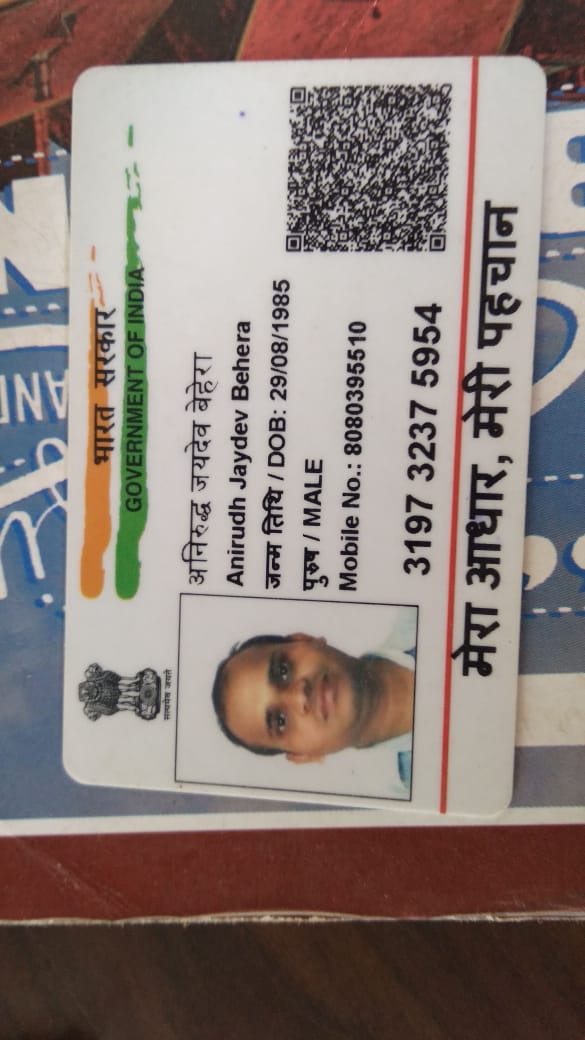 भारत सरकार
GOVERNMENT OF INDIA
सत्यमेव जयते
अनिरुद्ध जयदेव बेहेरा
Anirudh Jaydev Behera
जन्म तिथि / DOB: 29/08/1985
पुरुष / MALE
Mobile No.: 8080395510
3197 3237 5954
मेरा आधार, मेरी पहचान
AND